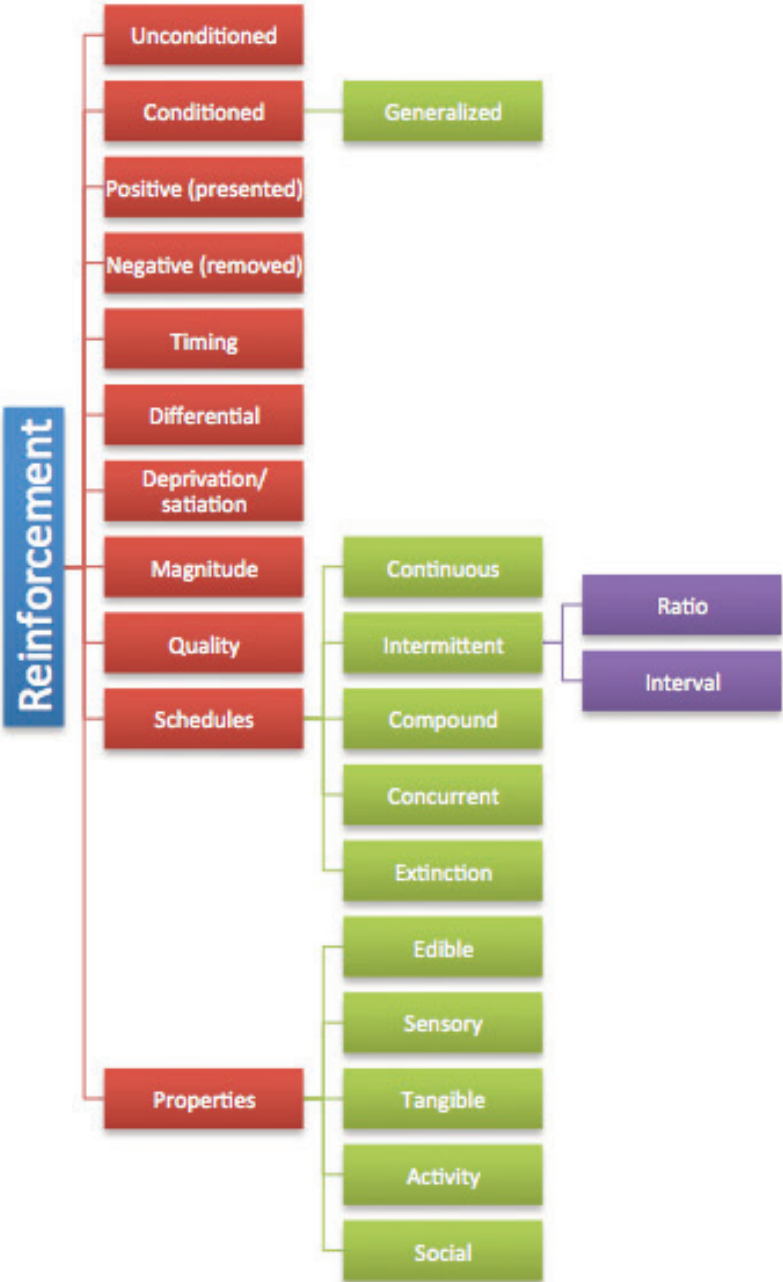 Reinforcement
Unconditioned
Conditioned
Generalized
Positive (presented)
Negative (removed)
Timing
Differential
Deprivation/
satiation
Magnitude
Quality
Schedules
Continuous
Intermittent
Ratio
Interval
Compound
Concurrent
Extinction
Properties
Edible
Sensory
Tangible
Activity
Social